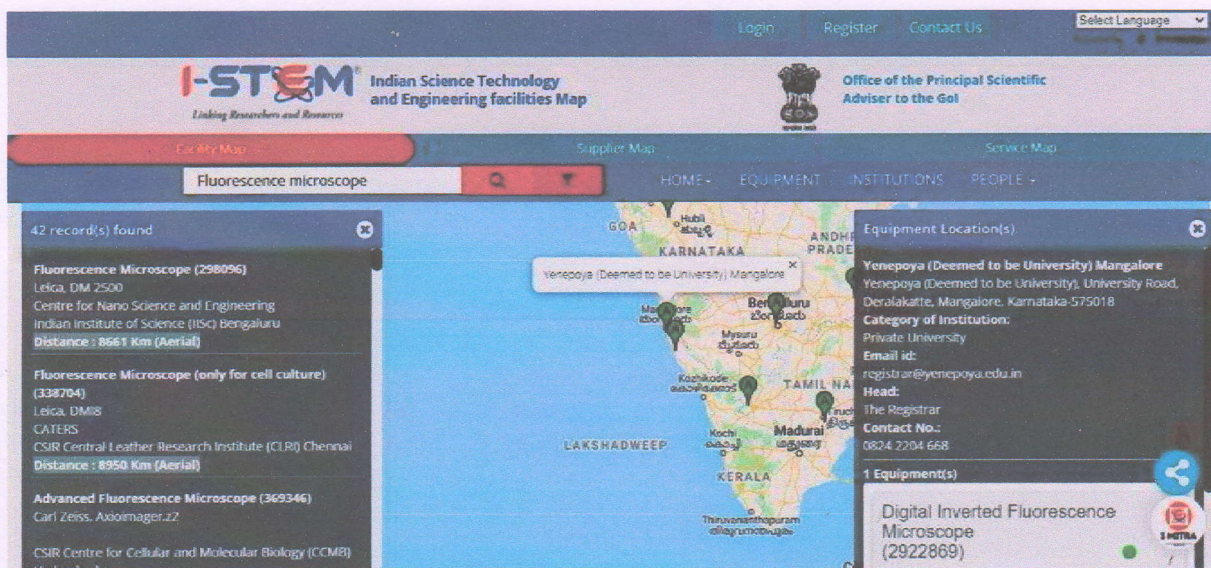 Login Register Contact Us Select Language
I-STEM
Linking Researchers and Resources
Indian Science Technology
and Engineering facilities Map
Office of the Principal Scientific
Adviser to the GoI
Facility Map Supplier Map Service Map
Fluorescence microscope
HOME EQUIPMENT INSTITUTIONS PEOPLE
42 record(s) found
Fluorescence Microscope (298096)
Leica, DM 2500
Centre for Nano Science and Engineering
Indian Institute of Science (IISc) Bengaluru
Distance : 8661 Km (Aerial)
Fluorescence Microscope (only for cell culture)
(338704)
Leica, DMI8
CATERS
CSIR Central Leather Research Institute (CLRI) Chennai
Distance : 8950 Km (Aerial)
Advanced Fluorescence Microscope (369346)
Carl Zeiss, Axioimager.z2
CSIR Centre for Cellular and Molecular Biology (CCMB)
GOA
Hubli
ಹುಬ್ಬಳ್ಳಿ
KARNATAKA
ANDHR
PRADE
Yenepoya (Deemed to be University) Mangalore
Bengaluru
Mysuru
ಮೈಸೂರು
Kozhikode
TAMIL NA
Kochi
കൊച്ചി
Madurai
மதுரை
LAKSHADWEEP
KERALA
Thiruvananthapuram
Equipment Location(s)
Yenepoya (Deemed to be University) Mangalore
Yenepoya (Deemed to be University), University Road,
Deralakatte, Mangalore, Karnataka-575018
Category of Institution:
Private University
Email id:
registrar@yenepoya.edu.in
Head:
The Registrar
Contact No.:
0824 2204 668
1 Equipment(s)
Digital Inverted Fluorescence
Microscope
(2922869)
I-MITRA